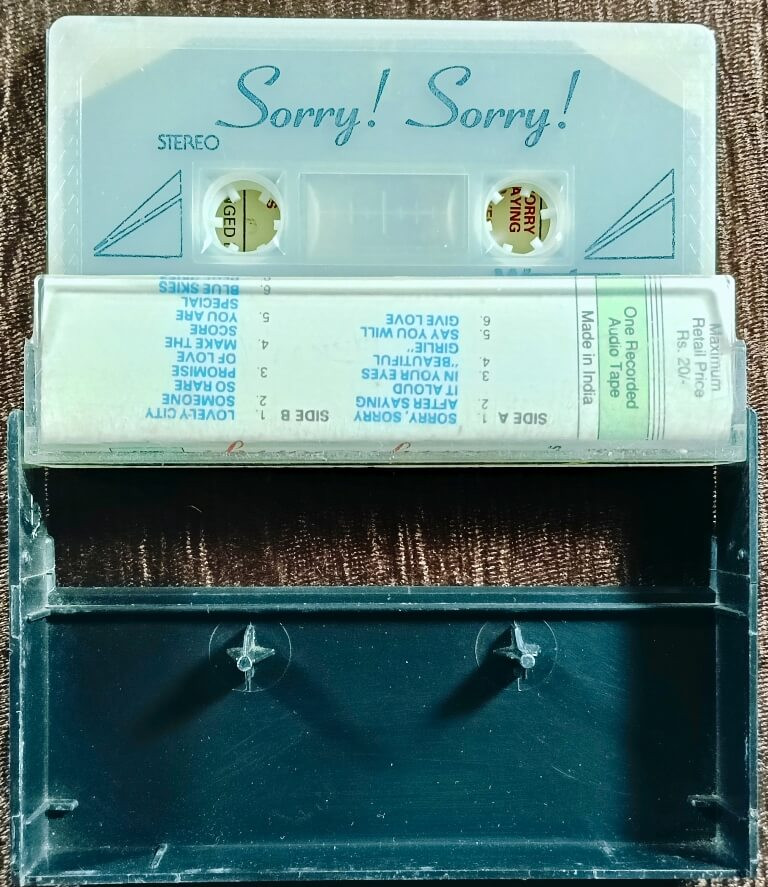 Sorry! Sorry!
STEREO
GED
ORRY
AYING
SIDE A
1. SORRY, SORRY
2. AFTER SAYING
IT ALOUD
3. IN YOUR EYES
4. "BEAUTIFUL
GIRLIE"
5. SAY YOU WILL
6. GIVE LOVE
SIDE B
1. LOVELY CITY
2. SOMEONE
SO RARE
3. PROMISE
OF LOVE
4. MAKE THE
SCORE
5. YOU ARE
SPECIAL
6. BLUE SKIES
Made in India
One Recorded
Audio Tape
Maximum
Retail Price
Rs. 20/-